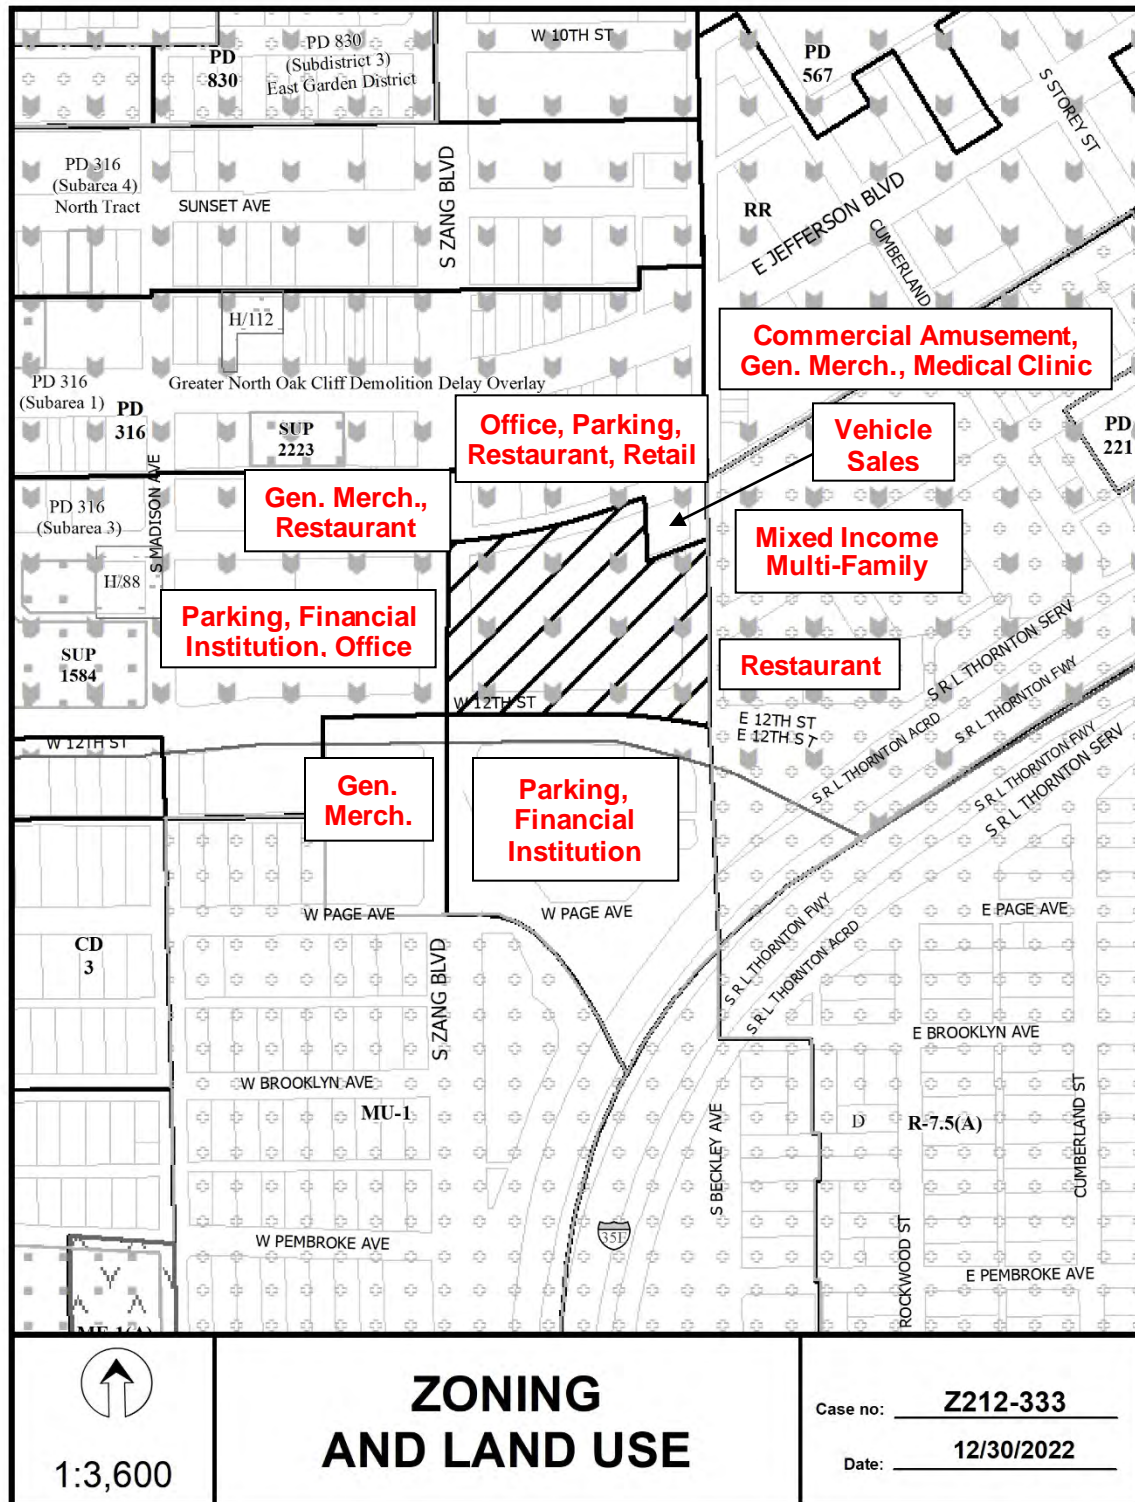 W 10TH ST
PD
830
PD 830
(Subdistrict 3)
East Garden District
PD
567
S STOREY ST
PD 316
(Subarea 4)
North Tract
SUNSET AVE
S ZANG BLVD
RR
E JEFFERSON BLVD
CUMBERLAND
H/112
Commercial Amusement,
Gen. Merch., Medical Clinic
PD 316
(Subarea 1)
Greater North Oak Cliff Demolition Delay Overlay
PD
316
SUP
2223
Office, Parking,
Restaurant, Retail
Vehicle
Sales
PD
221
S MADISON AVE
PD 316
(Subarea 3)
Gen. Merch.,
Restaurant
Mixed Income
Multi-Family
H/88
Parking, Financial
Institution, Office
SUP
1584
Restaurant
S R L THORNTON SERV
S R L THORNTON FWY
W 12TH ST
E 12TH ST
E 12TH ST
W 12TH ST
S R L THORNTON ACRD
S R L THORNTON FWY
S R L THORNTON SERV
Gen.
Merch.
Parking,
Financial
Institution
W PAGE AVE
W PAGE AVE
E PAGE AVE
CD
3
S R L THORNTON FWY
S R L THORNTON ACRD
S ZANG BLVD
E BROOKLYN AVE
W BROOKLYN AVE
MU-1
D
R-7.5(A)
S BECKLEY AVE
CUMBERLAND ST
W PEMBROKE AVE
35E
ROCKWOOD ST
E PEMBROKE AVE
MF-1(A)
1:3,600
ZONING
AND LAND USE
Case no: Z212-333
Date: 12/30/2022